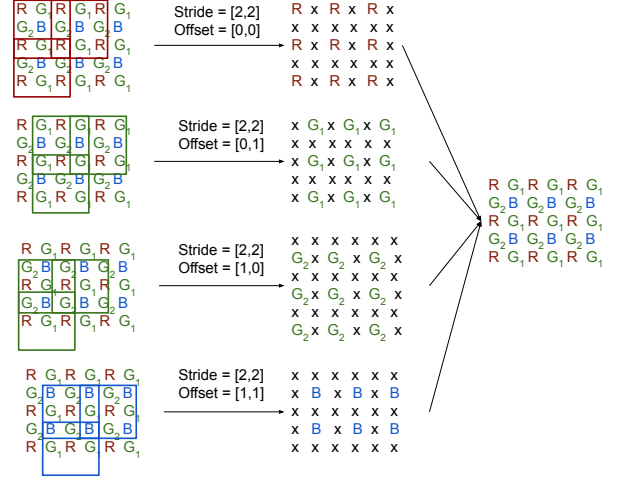 R G₁ R G₁ R G₁
G₂ B G₂ B G₂ B
R G₁ R G₁ R G₁
G₂ B G₂ B G₂ B
R G₁ R G₁ R G₁
Stride = [2,2]
Offset = [0,0]
R x R x R x
x x x x x x
R x R x R x
x x x x x x
R x R x R x
R G₁ R G₁ R G₁
G₂ B G₂ B G₂ B
R G₁ R G₁ R G₁
G₂ B G₂ B G₂ B
R G₁ R G₁ R G₁
Stride = [2,2]
Offset = [0,1]
x G₁ x G₁ x G₁
x x x x x x
x G₁ x G₁ x G₁
x x x x x x
x G₁ x G₁ x G₁
R G₁ R G₁ R G₁
G₂ B G₂ B G₂ B
R G₁ R G₁ R G₁
G₂ B G₂ B G₂ B
R G₁ R G₁ R G₁
Stride = [2,2]
Offset = [1,0]
x x x x x x
G₂ x G₂ x G₂ x
x x x x x x
G₂ x G₂ x G₂ x
x x x x x x
G₂ x G₂ x G₂ x
R G₁ R G₁ R G₁
G₂ B G₂ B G₂ B
R G₁ R G₁ R G₁
G₂ B G₂ B G₂ B
R G₁ R G₁ R G₁
Stride = [2,2]
Offset = [1,1]
x x x x x x
x B x B x B
x x x x x x
x B x B x B
x x x x x x
R G₁ R G₁ R G₁
G₂ B G₂ B G₂ B
R G₁ R G₁ R G₁
G₂ B G₂ B G₂ B
R G₁ R G₁ R G₁